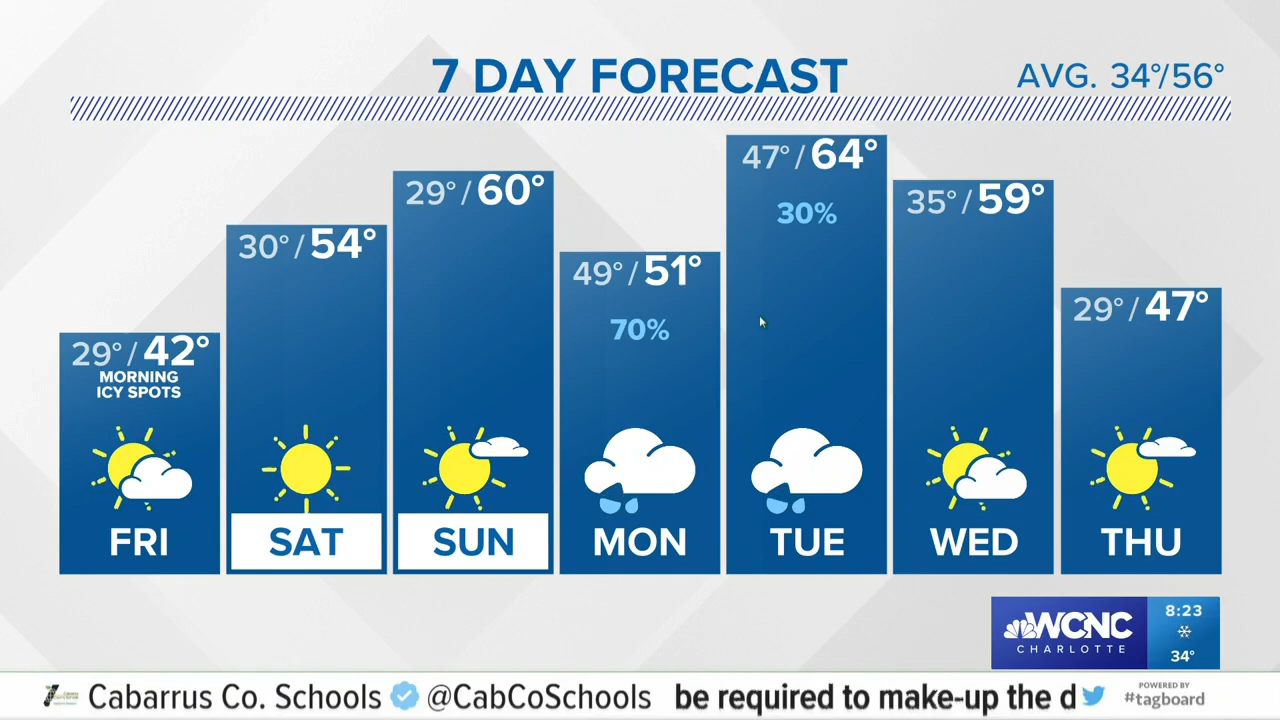 7 DAY FORECAST
AVG. 34°/56°
29°/42°
MORNING
ICY SPOTS
FRI
30°/54°
SAT
29°/60°
SUN
49°/51°
70%
MON
47°/64°
30%
TUE
35°/59°
WED
29°/47°
THU
WCNC
CHARLOTTE
8:23
34°
Cabarrus Co. Schools @CabCoSchools be required to make-up the d
POWERED BY
#tagboard